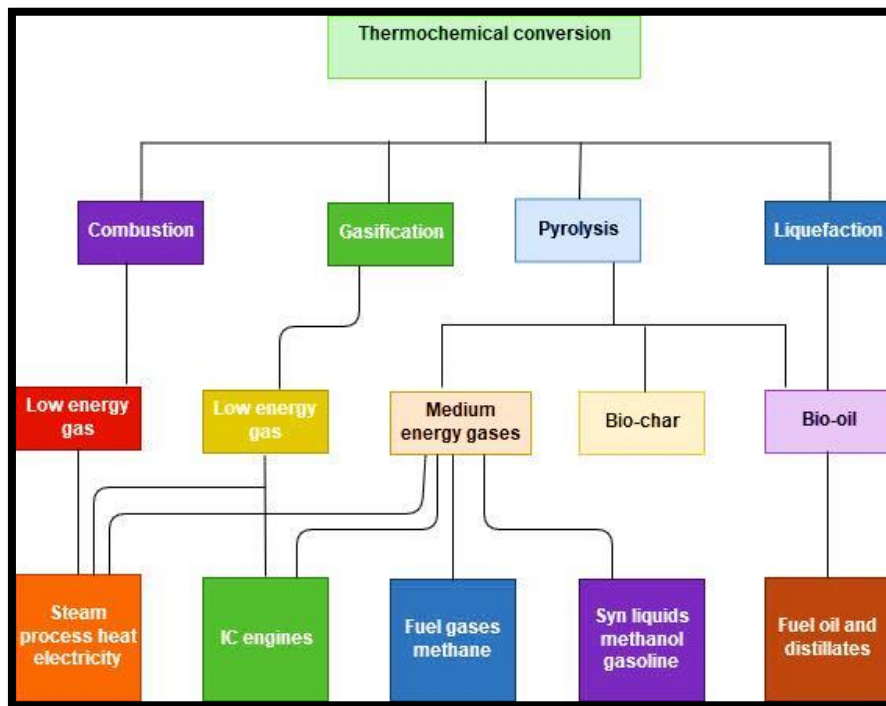 Thermochemical conversion
Combustion
Gasification
Pyrolysis
Liquefaction
Low energy
gas
Low energy
gas
Medium
energy gases
Bio-char
Bio-oil
Steam
process heat
electricity
IC engines
Fuel gases
methane
Syn liquids
methanol
gasoline
Fuel oil and
distillates